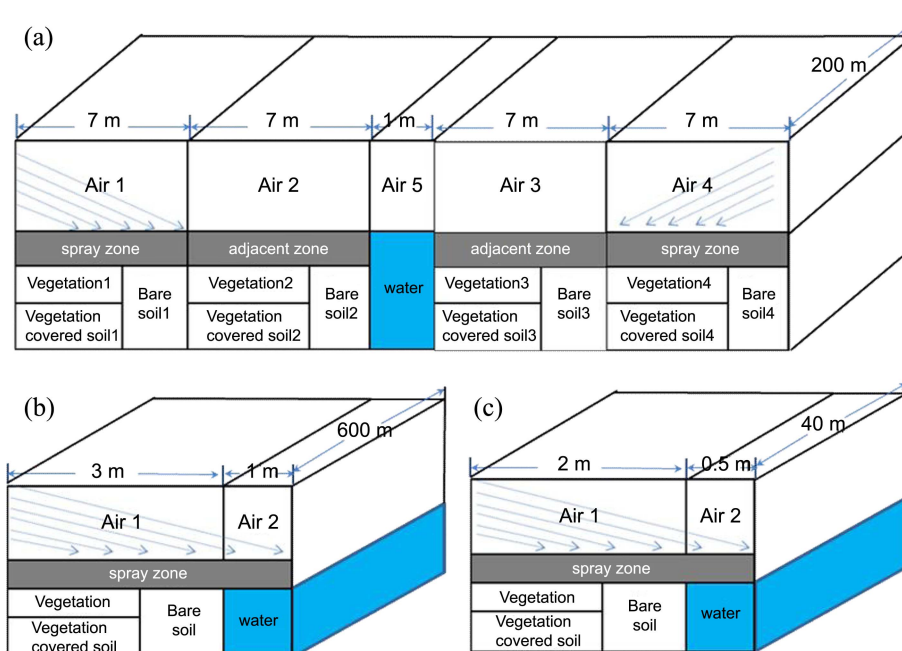 (a)
200 m
7 m 7 m 1 m 7 m 7 m
Air 1 Air 2 Air 5 Air 3 Air 4
spray zone adjacent zone adjacent zone spray zone
water
Vegetation1 Vegetation2 Vegetation3 Vegetation4
Bare
soil1
Bare
soil2
Bare
soil3
Bare
soil4
Vegetation
covered soil1
Vegetation
covered soil2
Vegetation
covered soil3
Vegetation
covered soil4
(b)
600 m
3 m 1 m
Air 1 Air 2
spray zone
Vegetation
Bare
soil
water
Vegetation
covered soil
(c)
40 m
2 m 0.5 m
Air 1 Air 2
spray zone
Vegetation
Bare
soil
water
Vegetation
covered soil